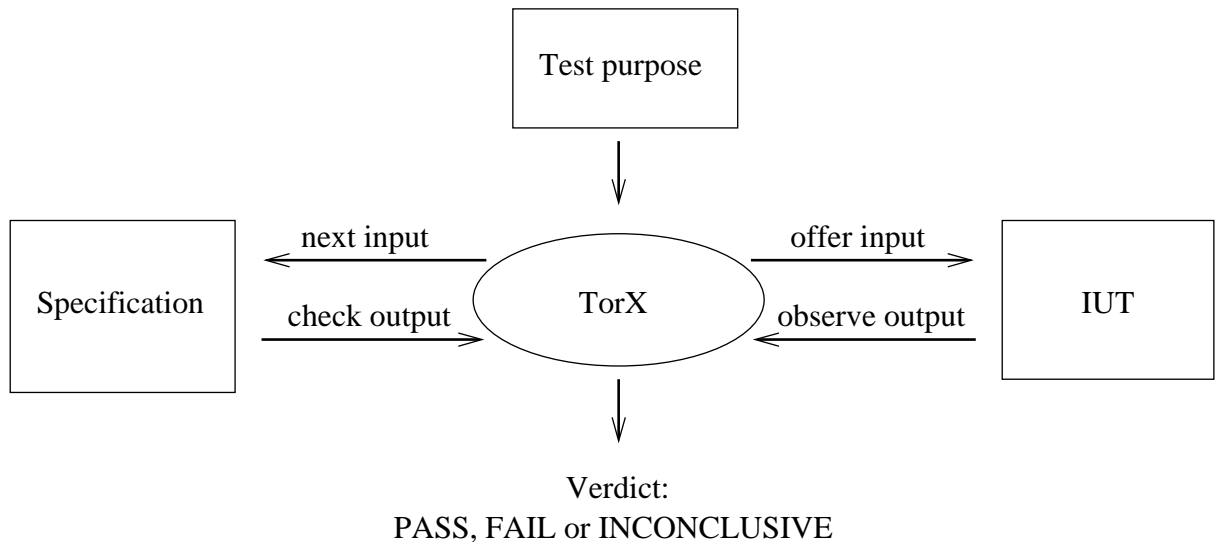 Test purpose
next input
offer input
Specification
TorX
IUT
check output
observe output
Verdict:
PASS, FAIL or INCONCLUSIVE